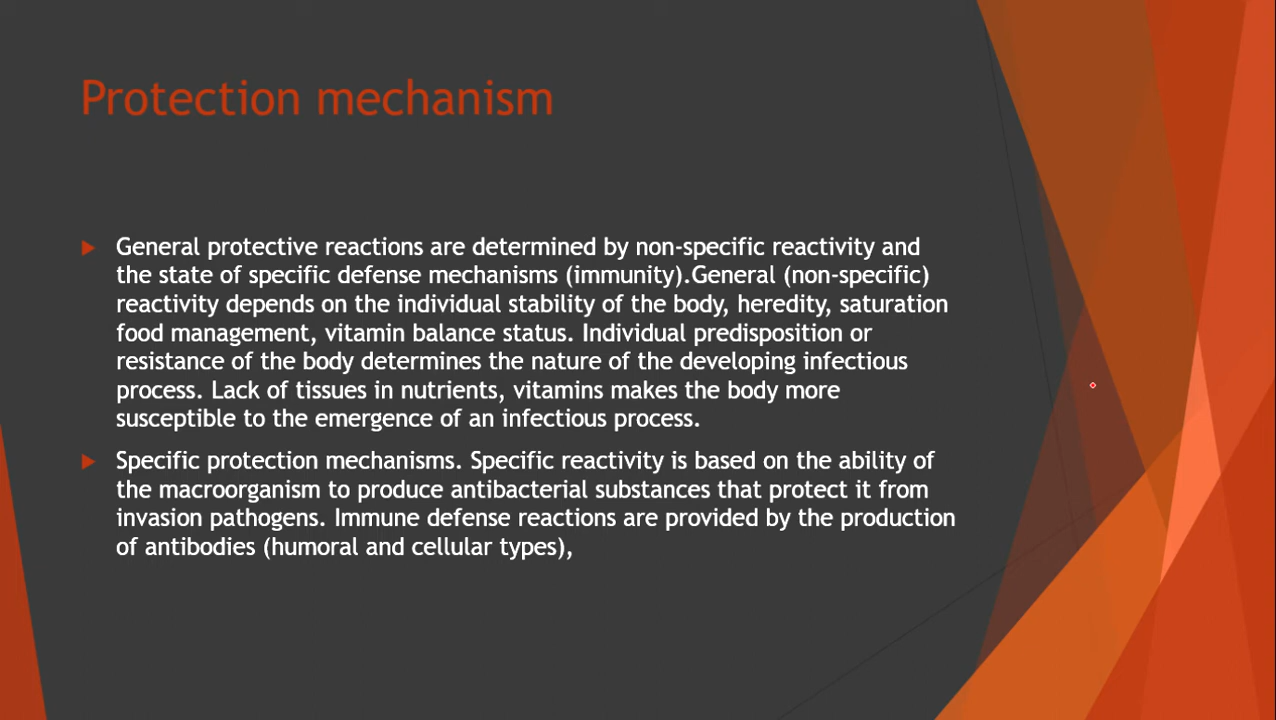 Protection mechanism
General protective reactions are determined by non-specific reactivity and
the state of specific defense mechanisms (immunity).General (non-specific)
reactivity depends on the individual stability of the body, heredity, saturation
food management, vitamin balance status. Individual predisposition or
resistance of the body determines the nature of the developing infectious
process. Lack of tissues in nutrients, vitamins makes the body more
susceptible to the emergence of an infectious process.
Specific protection mechanisms. Specific reactivity is based on the ability of
the macroorganism to produce antibacterial substances that protect it from
invasion pathogens. Immune defense reactions are provided by the production
of antibodies (humoral and cellular types),